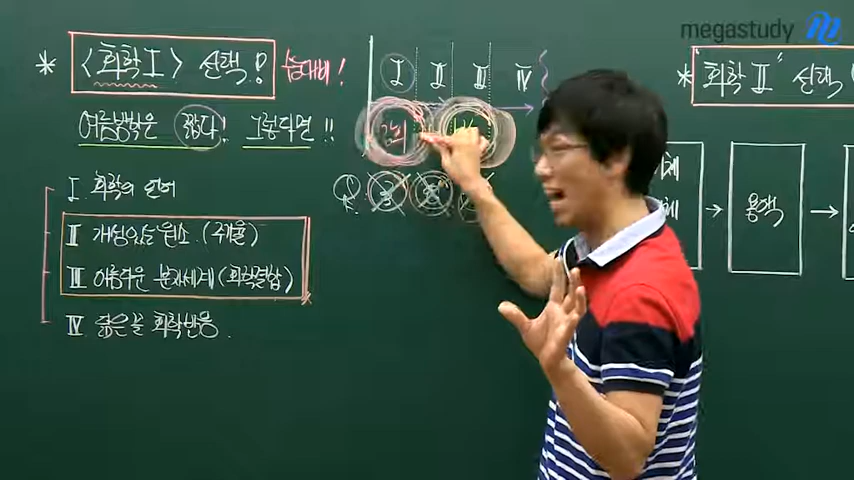 megastudy
* <화학 I> 선택!
여름방학은 짧다! 그렇다면!!
I. 화학의 언어
II 개성있는 원소. (주기율)
III 아름다운 분자세계 (화학결합)
IV. 닮은꼴 화학반응.
I II III IV
* 화학 II 선택
용액